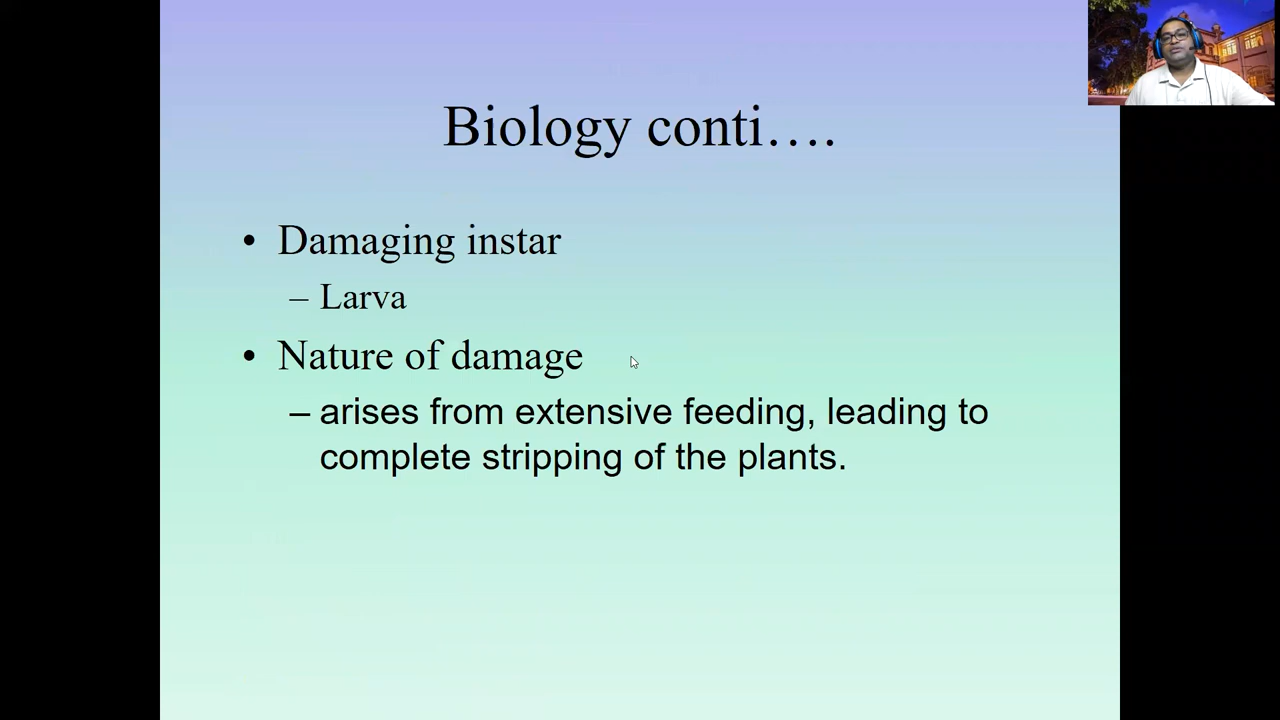 Biology conti….
• Damaging instar
– Larva
• Nature of damage
– arises from extensive feeding, leading to
complete stripping of the plants.